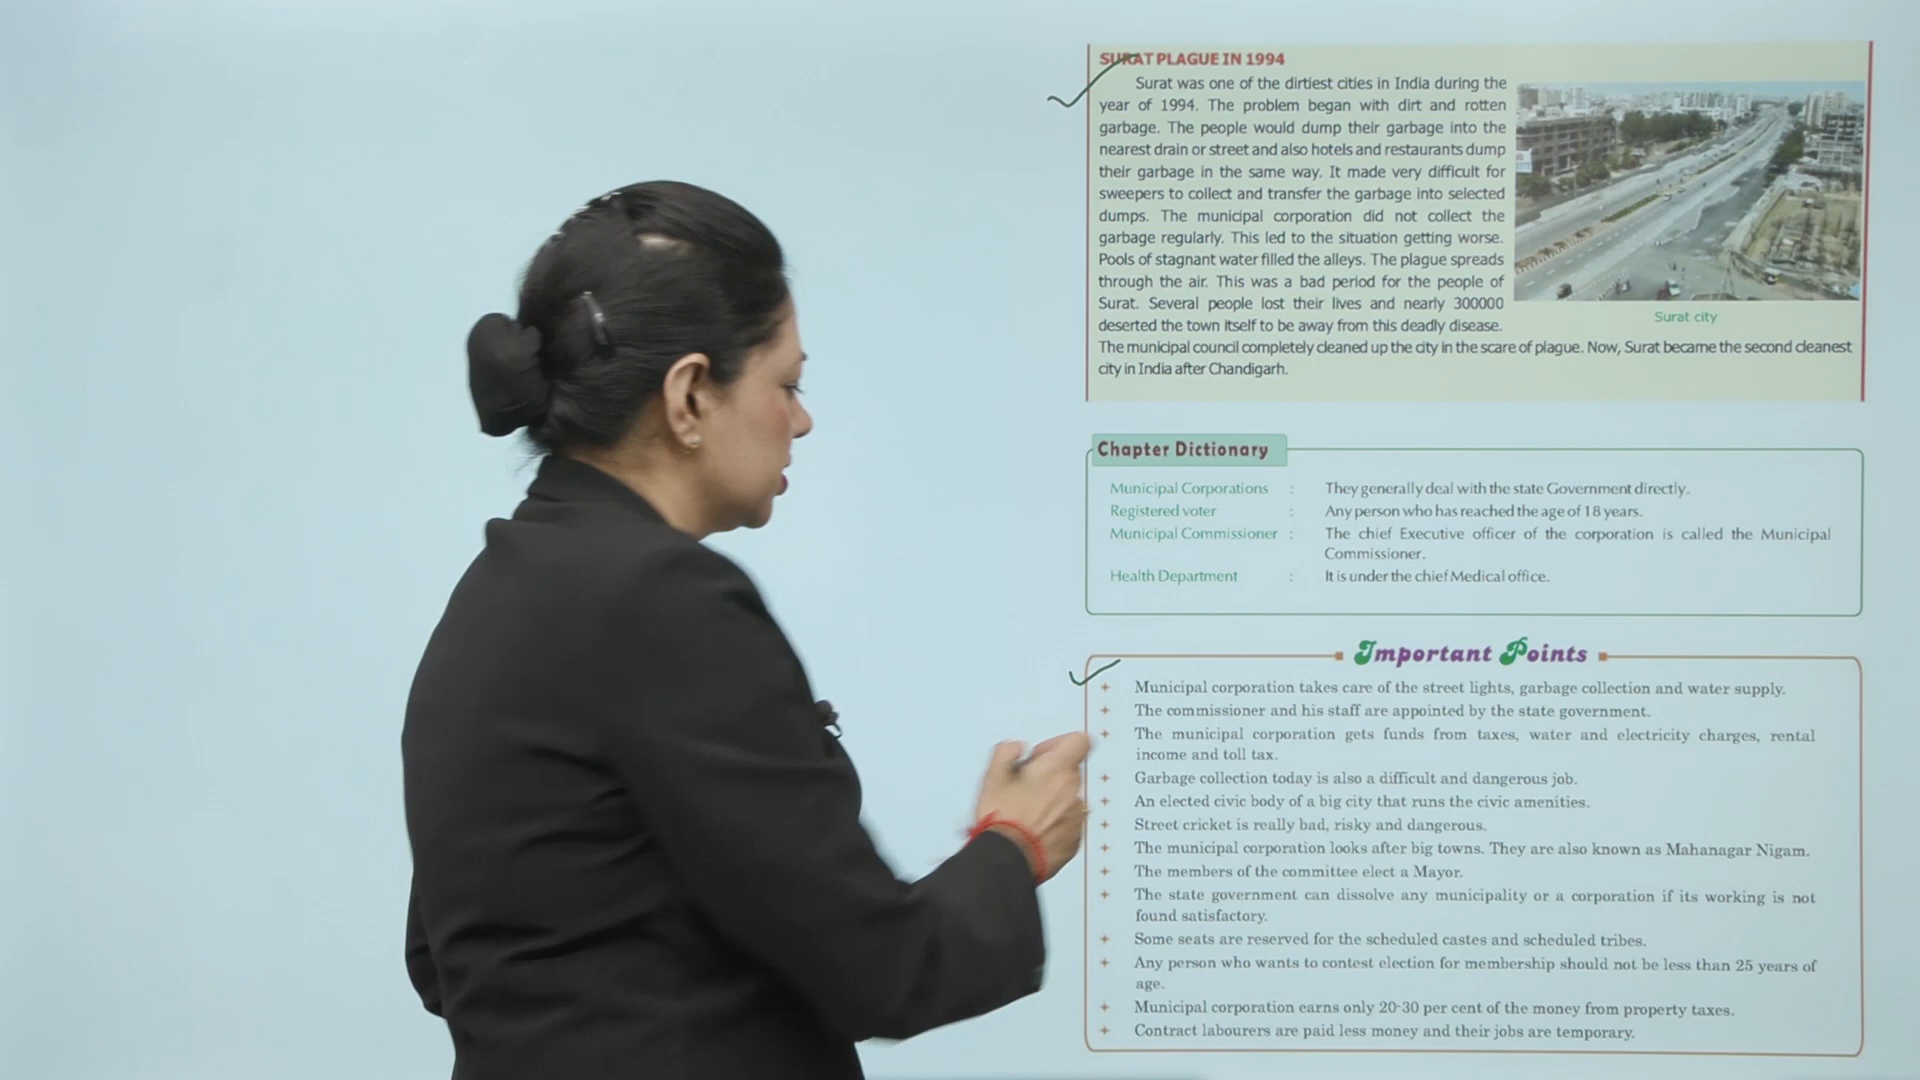 SURAT PLAGUE IN 1994
Surat was one of the dirtiest cities in India during the
year of 1994. The problem began with dirt and rotten
garbage. The people would dump their garbage into the
nearest drain or street and also hotels and restaurants dump
their garbage in the same way. It made very difficult for
sweepers to collect and transfer the garbage into selected
dumps. The municipal corporation did not collect the
garbage regularly. This led to the situation getting worse.
Pools of stagnant water filled the alleys. The plague spreads
through the air. This was a bad period for the people of
Surat. Several people lost their lives and nearly 300000
deserted the town itself to be away from this deadly disease.
The municipal council completely cleaned up the city in the scare of plague. Now, Surat became the second cleanest
city in India after Chandigarh.
Surat city
Chapter Dictionary
Municipal Corporations : They generally deal with the state Government directly.
Registered voter : Any person who has reached the age of 18 years.
Municipal Commissioner : The chief Executive officer of the corporation is called the Municipal
Commissioner.
Health Department : It is under the chief Medical office.
Important Points
Municipal corporation takes care of the street lights, garbage collection and water supply.
The commissioner and his staff are appointed by the state government.
The municipal corporation gets funds from taxes, water and electricity charges, rental
income and toll tax.
Garbage collection today is also a difficult and dangerous job.
An elected civic body of a big city that runs the civic amenities.
Street cricket is really bad, risky and dangerous.
The municipal corporation looks after big towns. They are also known as Mahanagar Nigam.
The members of the committee elect a Mayor.
The state government can dissolve any municipality or a corporation if its working is not
found satisfactory.
Some seats are reserved for the scheduled castes and scheduled tribes.
Any person who wants to contest election for membership should not be less than 25 years of
age.
Municipal corporation earns only 20-30 per cent of the money from property taxes.
Contract labourers are paid less money and their jobs are temporary.